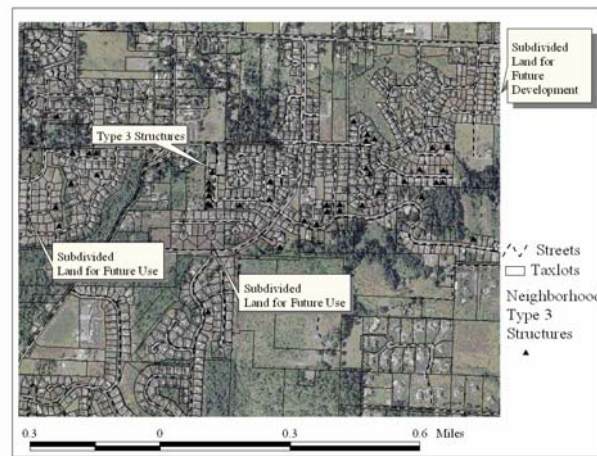 Subdivided
Land for
Future
Development
Type 3 Structures
Subdivided
Land for Future Use
Subdivided
Land for Future Use
Streets
Taxlots
Neighborhood
Type 3
Structures
0.3 0 0.3 0.6 Miles